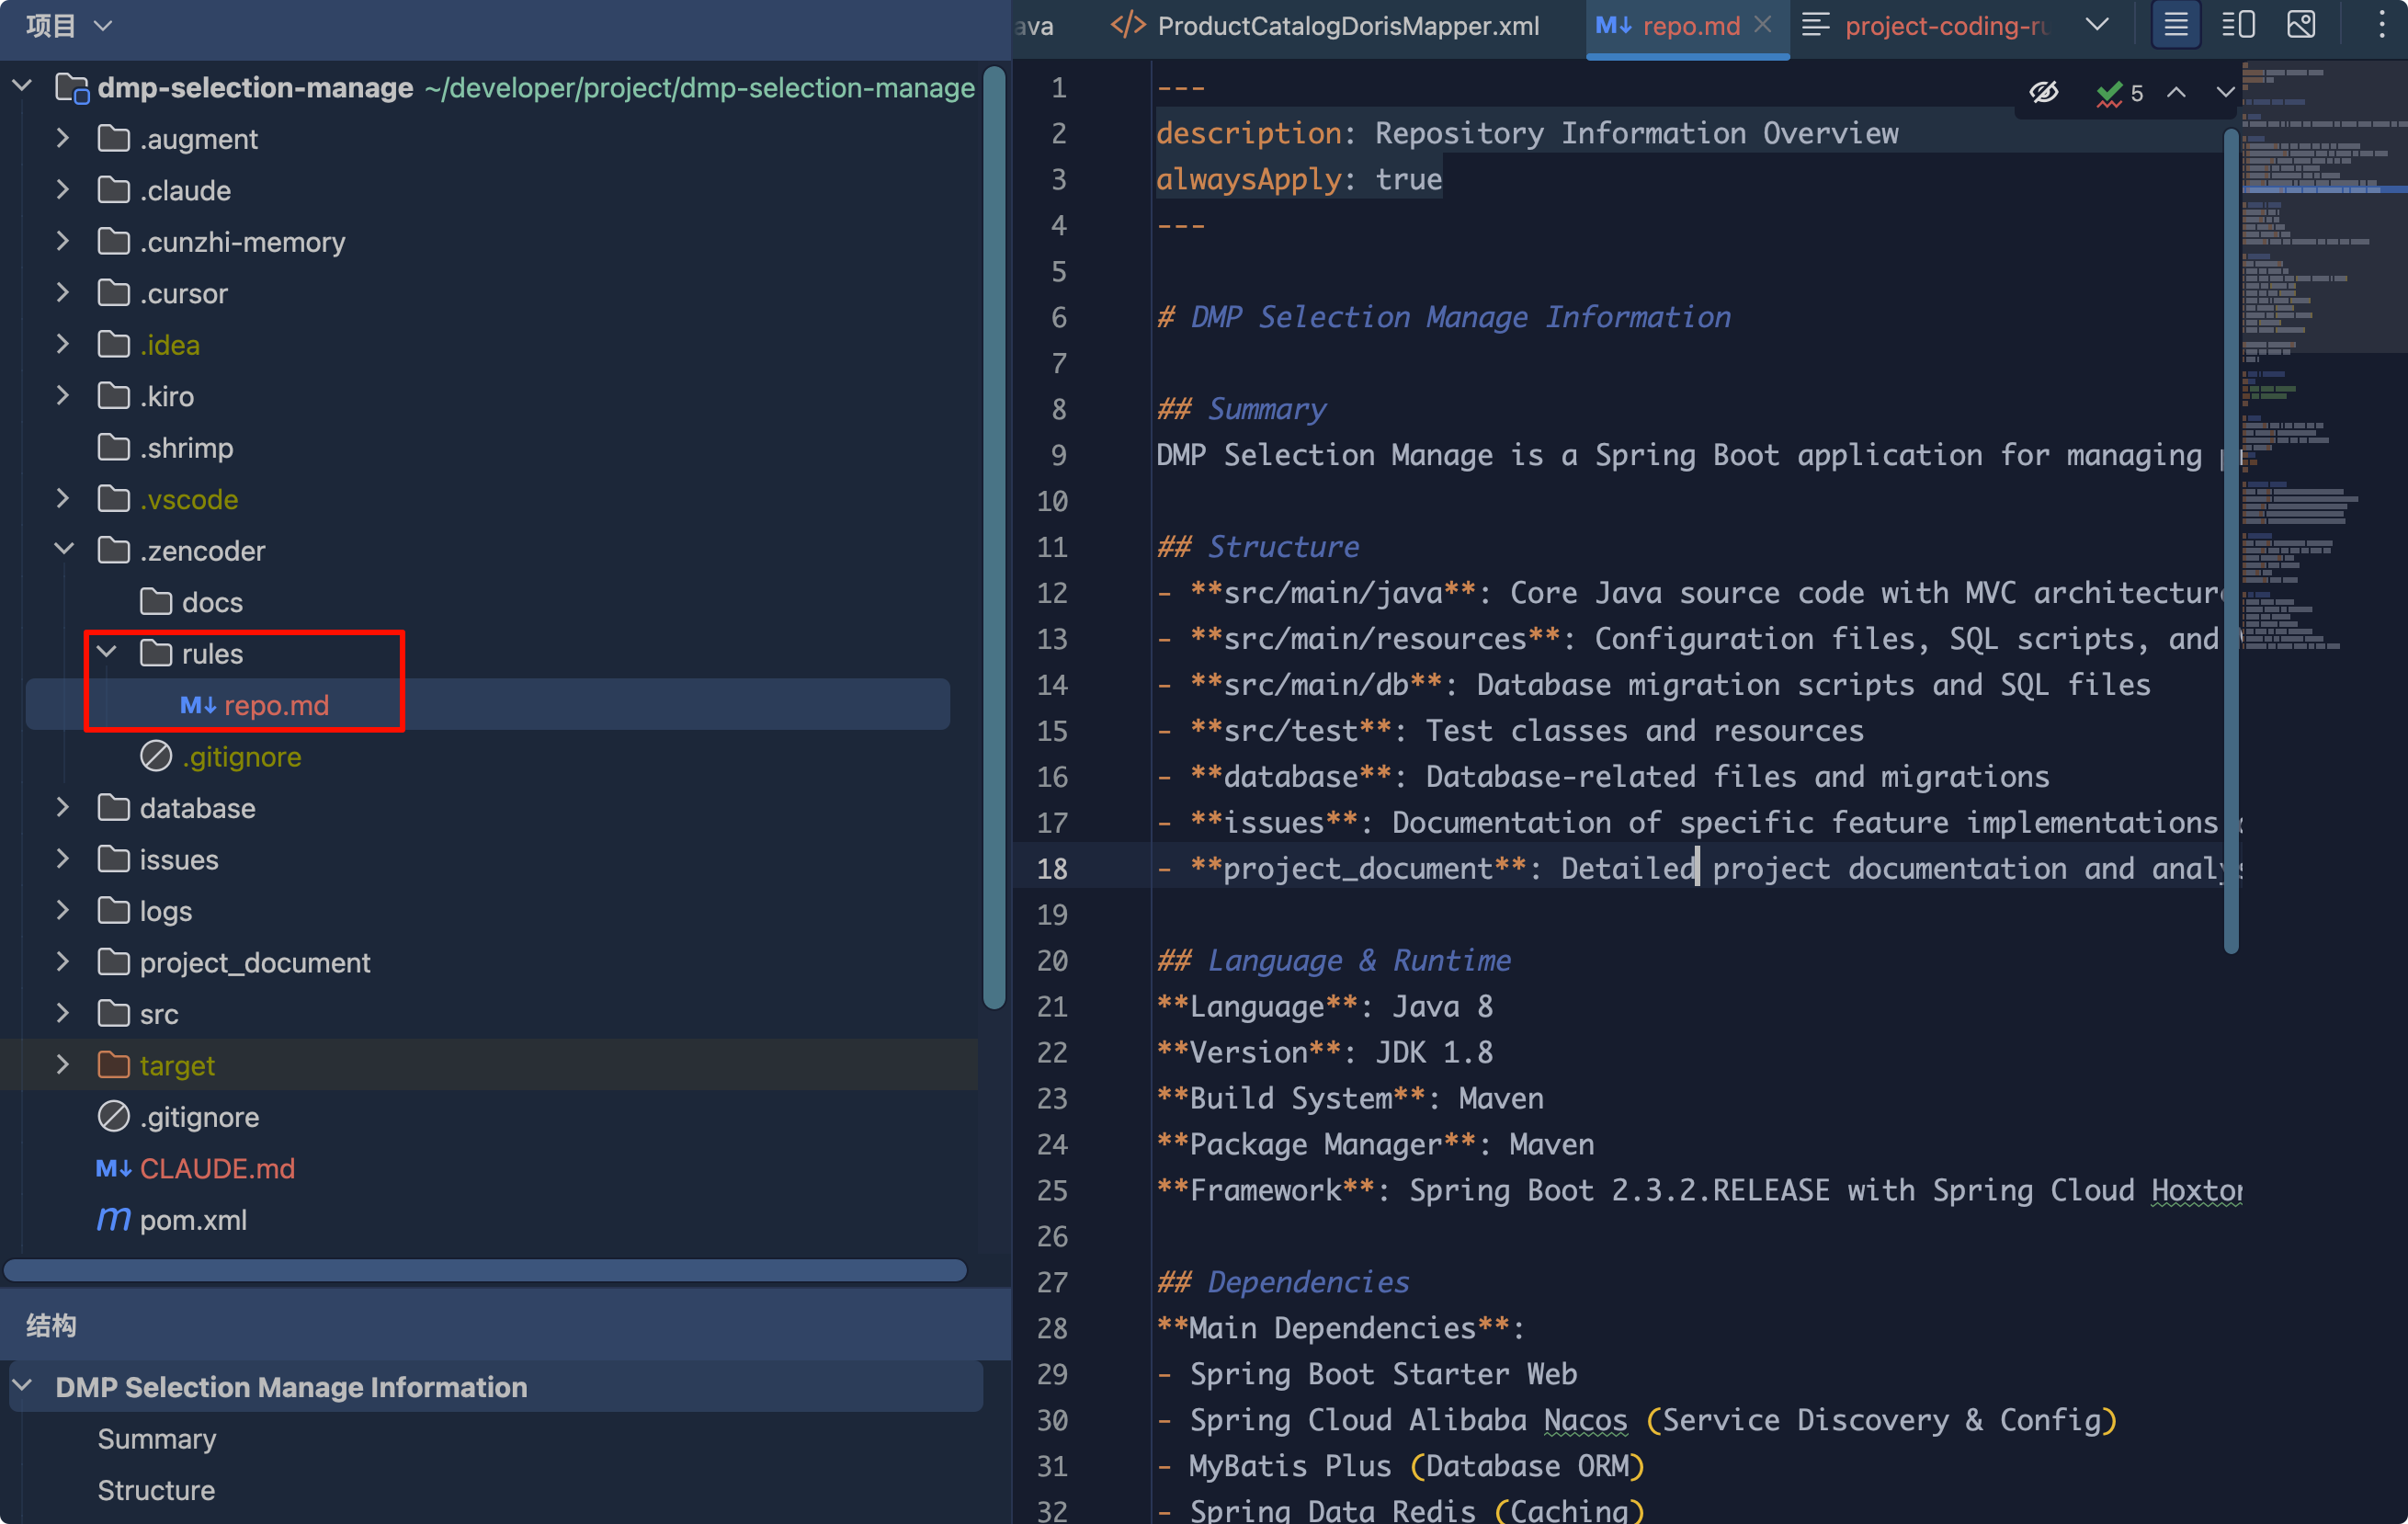 项目
dmp-selection-manage ~/developer/project/dmp-selection-manage
.augment
.claude
.cunzhi-memory
.cursor
.idea
.kiro
.shrimp
.vscode
.zencoder
docs
rules
M↓ repo.md
.gitignore
database
issues
logs
project_document
src
target
.gitignore
M↓ CLAUDE.md
m pom.xml
结构
DMP Selection Manage Information
Summary
Structure
ava
</> ProductCatalogDorisMapper.xml
M↓ repo.md
project-coding-ru
5
1 ---
2 description: Repository Information Overview
3 alwaysApply: true
4 ---
5
6 # DMP Selection Manage Information
7
8 ## Summary
9 DMP Selection Manage is a Spring Boot application for managing
10
11 ## Structure
12 - **src/main/java**: Core Java source code with MVC architecture
13 - **src/main/resources**: Configuration files, SQL scripts, and
14 - **src/main/db**: Database migration scripts and SQL files
15 - **src/test**: Test classes and resources
16 - **database**: Database-related files and migrations
17 - **issues**: Documentation of specific feature implementations
18 - **project_document**: Detailed project documentation and analys
19
20 ## Language & Runtime
21 **Language**: Java 8
22 **Version**: JDK 1.8
23 **Build System**: Maven
24 **Package Manager**: Maven
25 **Framework**: Spring Boot 2.3.2.RELEASE with Spring Cloud Hoxton
26
27 ## Dependencies
28 **Main Dependencies**:
29 - Spring Boot Starter Web
30 - Spring Cloud Alibaba Nacos (Service Discovery & Config)
31 - MyBatis Plus (Database ORM)
32 - Spring Data Redis (Caching)